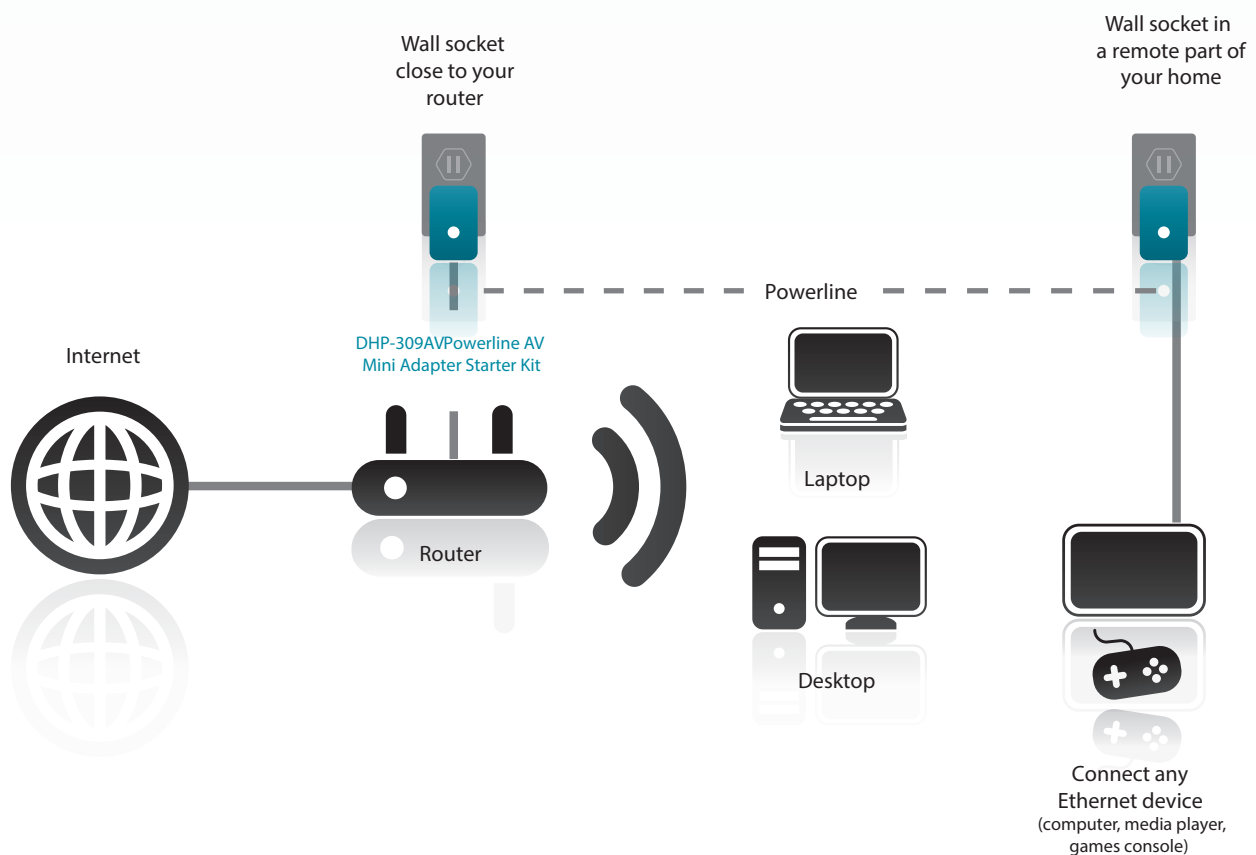 Wall socket
close to your
router
Wall socket in
a remote part of
your home
Powerline
DHP-309AVPowerline AV
Mini Adapter Starter Kit
Internet
Laptop
Router
Desktop
Connect any
Ethernet device
(computer, media player,
games console)